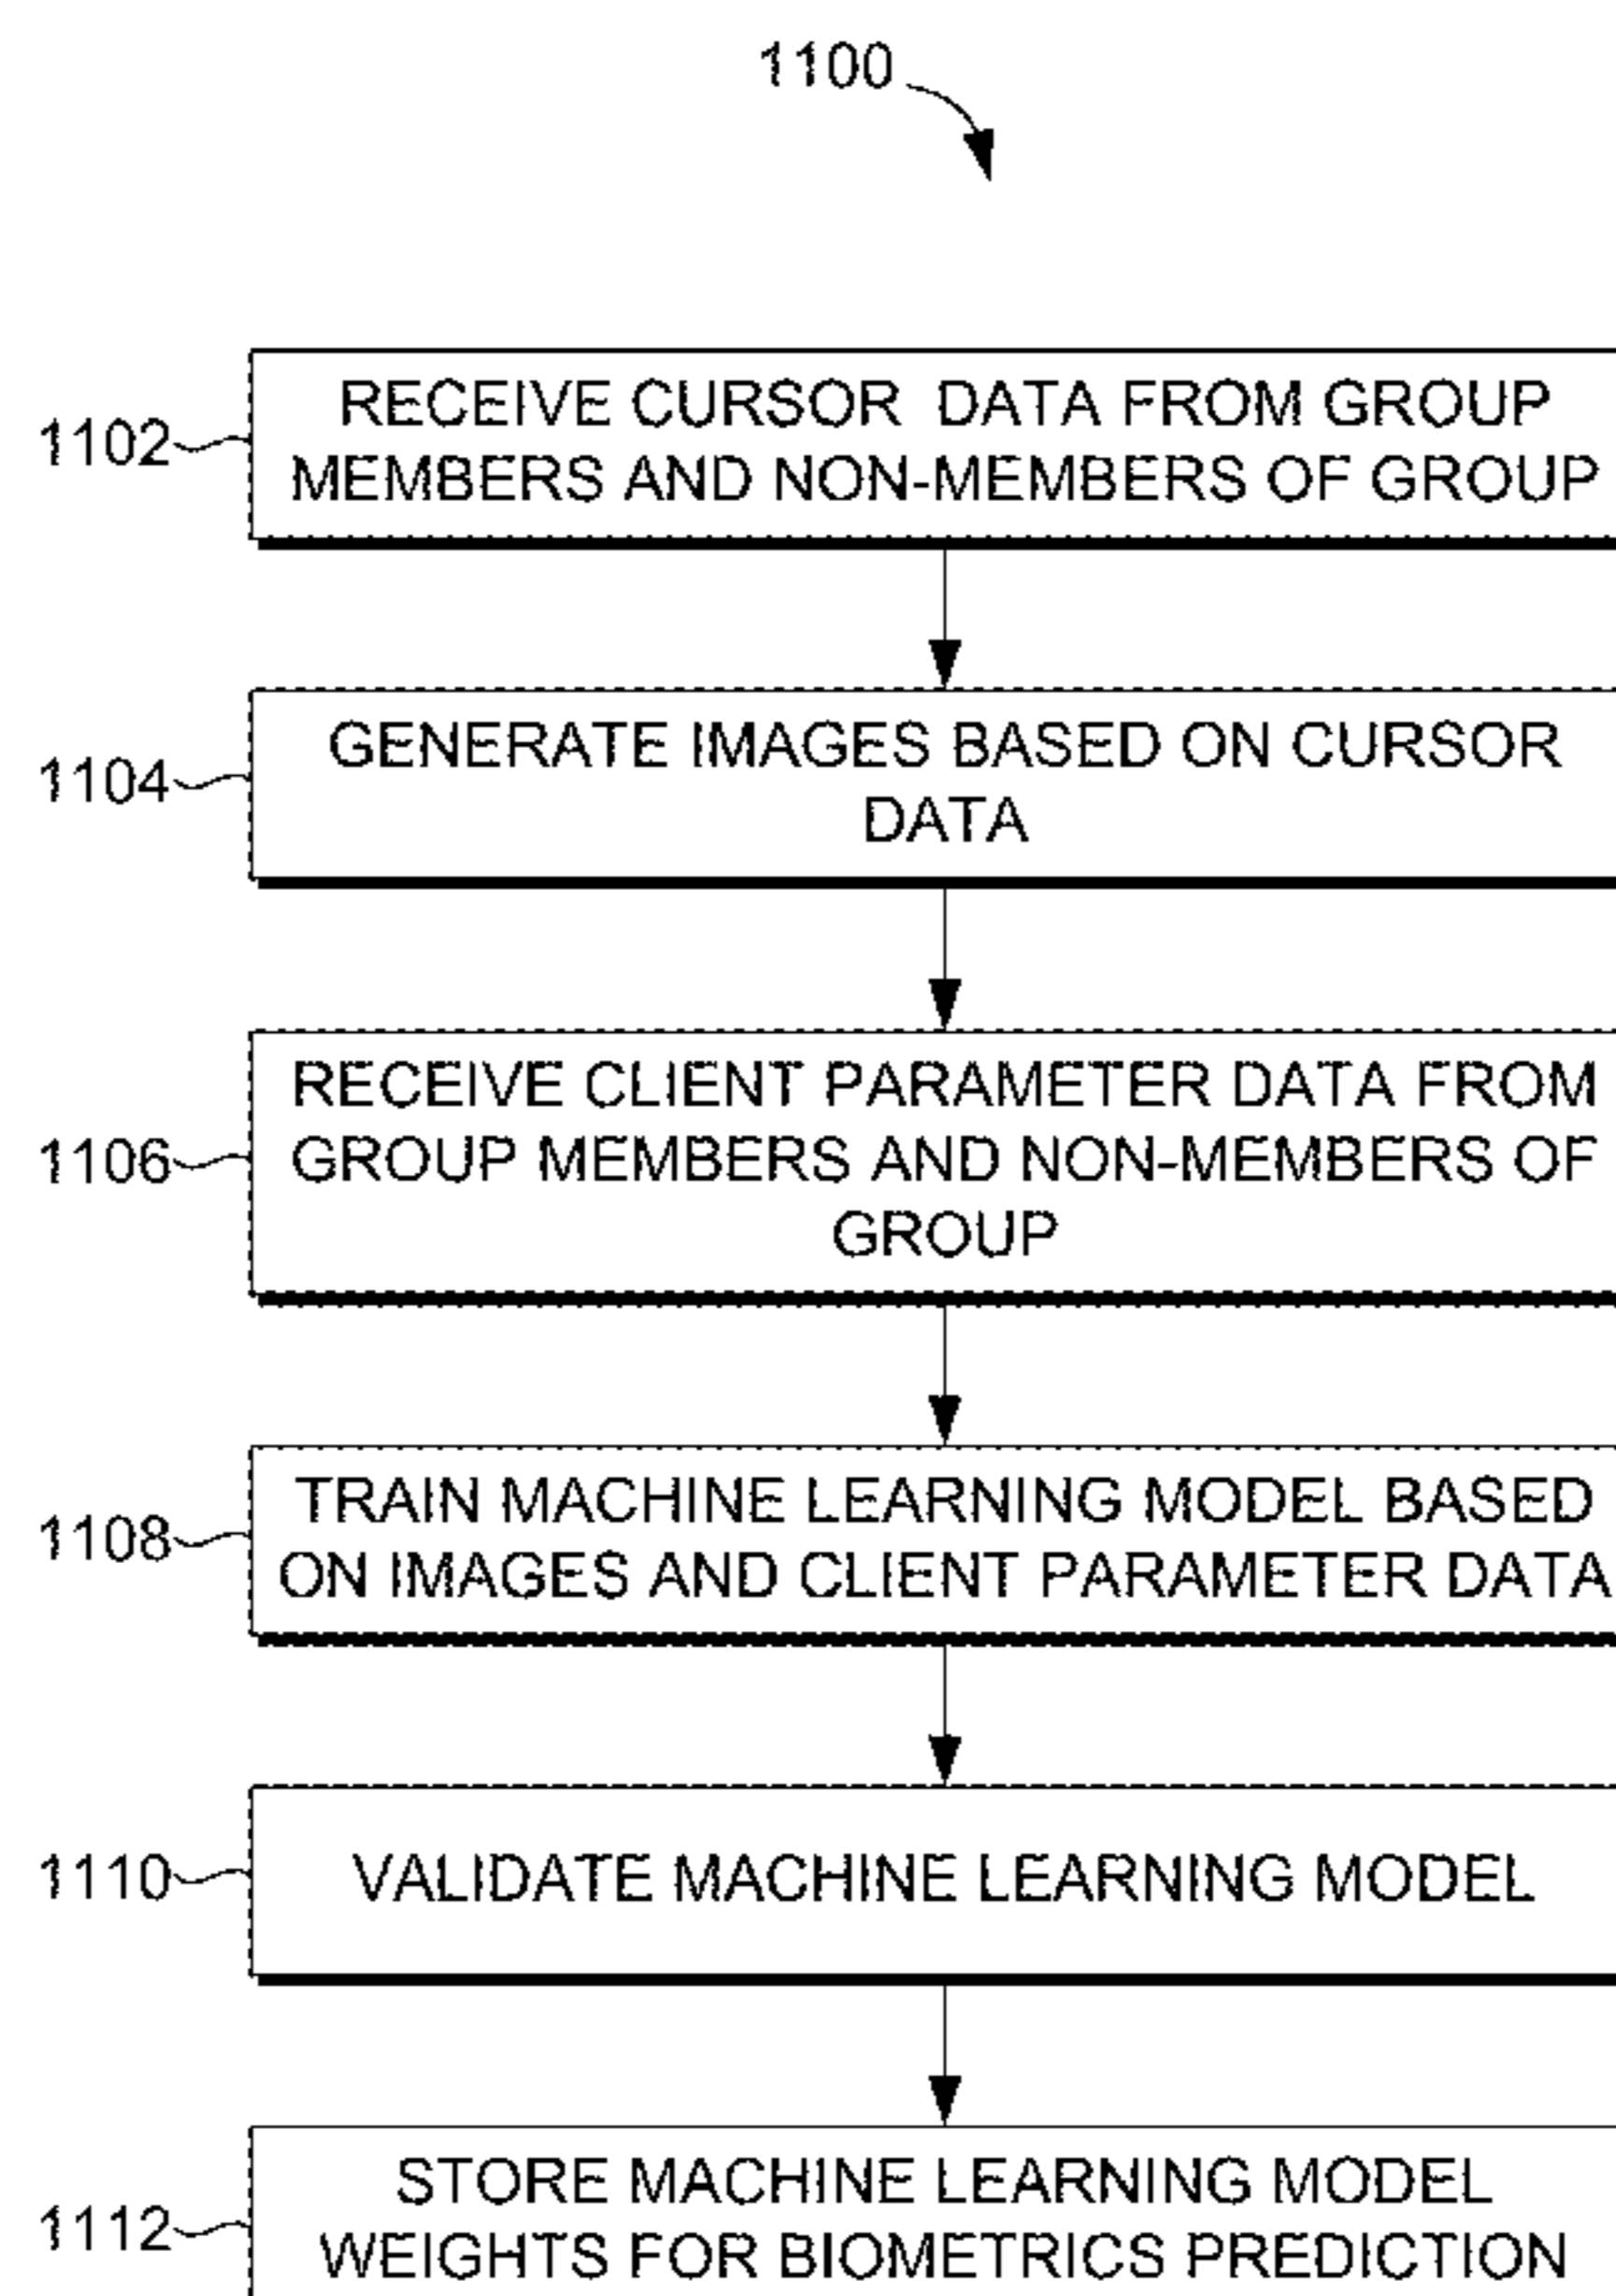 1100
1102
RECEIVE CURSOR DATA FROM GROUP
MEMBERS AND NON-MEMBERS OF GROUP
1104
GENERATE IMAGES BASED ON CURSOR
DATA
1106
RECEIVE CLIENT PARAMETER DATA FROM
GROUP MEMBERS AND NON-MEMBERS OF
GROUP
1108
TRAIN MACHINE LEARNING MODEL BASED
ON IMAGES AND CLIENT PARAMETER DATA
1110
VALIDATE MACHINE LEARNING MODEL
1112
STORE MACHINE LEARNING MODEL
WEIGHTS FOR BIOMETRICS PREDICTION